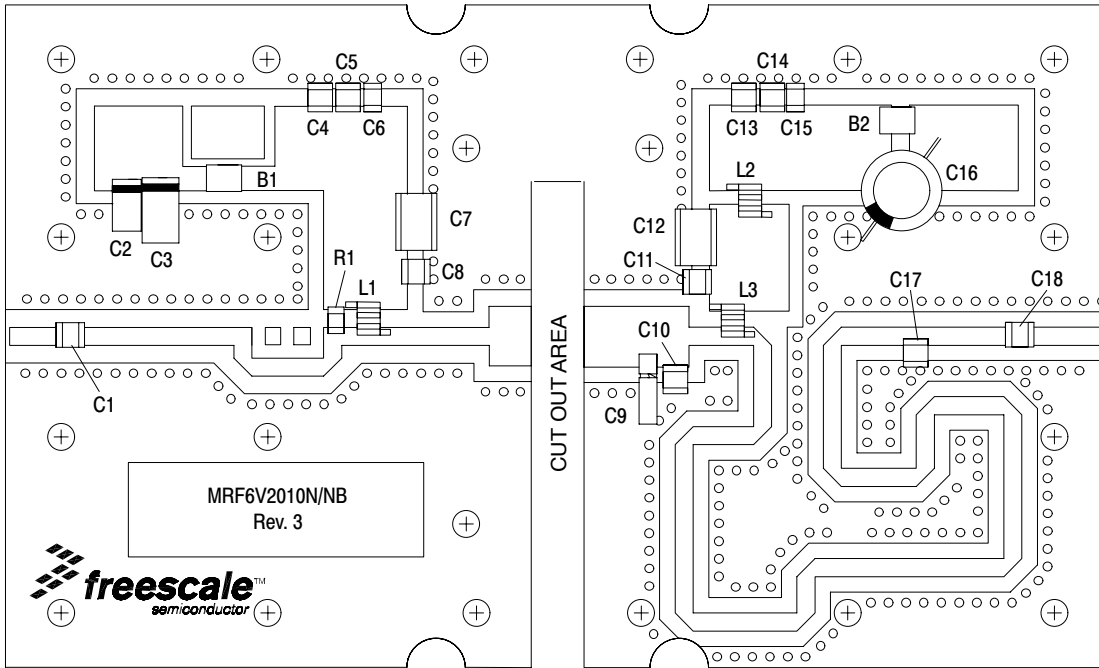 C5
C4
C6
B1
C2
C3
C7
C8
R1
L1
C1
C14
C13
C15
B2
L2
C16
C12
C11
L3
C17
C18
C10
C9
CUT OUT AREA
MRF6V2010N/NB
Rev. 3
freescale™
semiconductor